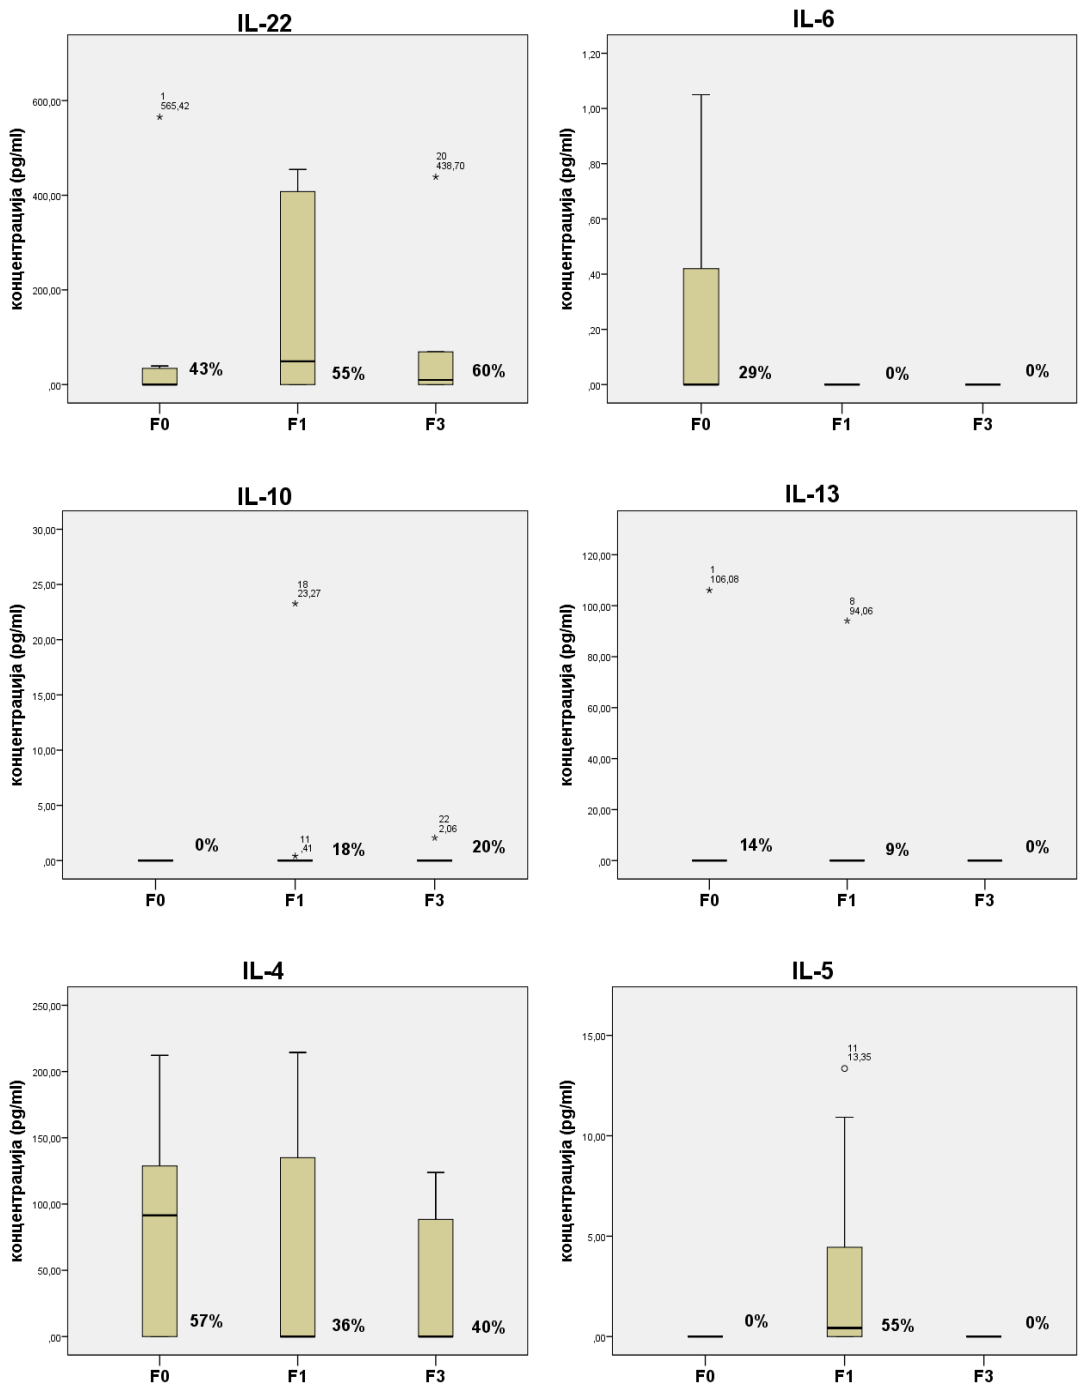 IL-22
концентрација (pg/ml)
600,00
400,00
200,00
,00
1
565,42
20
438,70
43%
55%
60%
F0
F1
F3
IL-6
концентрација (pg/ml)
1,20
1,00
,80
,60
,40
,20
,00
29%
0%
0%
F0
F1
F3
IL-10
концентрација (pg/ml)
30,00
25,00
20,00
15,00
10,00
5,00
,00
18
23,27
11
,41
22
2,06
0%
18%
20%
F0
F1
F3
IL-13
концентрација (pg/ml)
120,00
100,00
80,00
60,00
40,00
20,00
,00
1
106,08
8
94,06
14%
9%
0%
F0
F1
F3
IL-4
концентрација (pg/ml)
250,00
200,00
150,00
100,00
50,00
,00
57%
36%
40%
F0
F1
F3
IL-5
концентрација (pg/ml)
15,00
10,00
5,00
,00
11
13,35
0%
55%
0%
F0
F1
F3